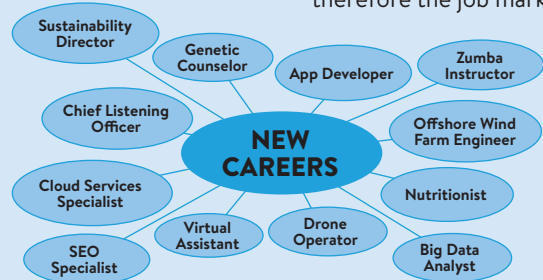 therefore the job mark
Sustainability
Director
Genetic
Counselor
App Developer
Zumba
Instructor
Chief Listening
Officer
NEW
CAREERS
Offshore Wind
Farm Engineer
Cloud Services
Specialist
Nutritionist
SEO
Specialist
Virtual
Assistant
Drone
Operator
Big Data
Analyst